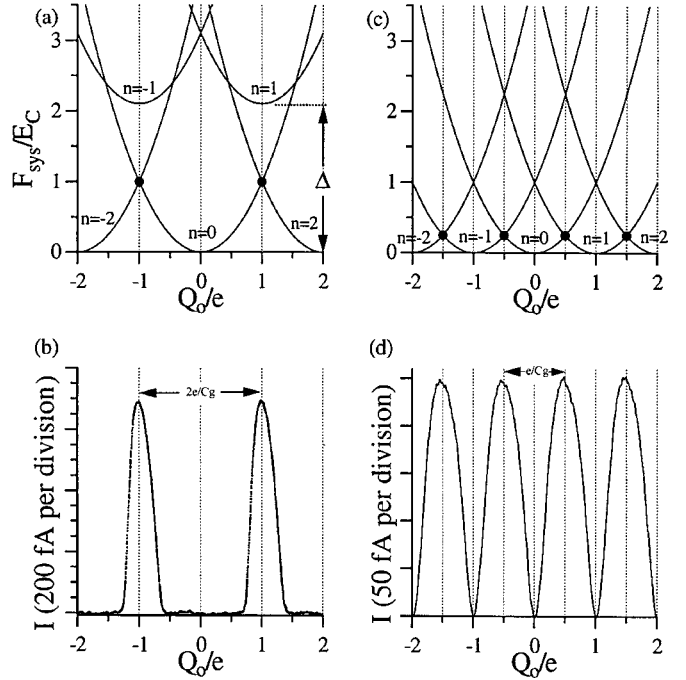 (a)
F_sys/E_C
3
2
1
0
n=-1
n=1
Δ
n=-2
n=0
n=2
-2 -1 0 1 2
Q_o/e
(c)
3
2
1
0
n=-2 n=-1 n=0 n=1 n=2
-2 -1 0 1 2
Q_o/e
(b)
I (200 fA per division)
2e/Cg
-2 -1 0 1 2
Q_o/e
(d)
I (50 fA per division)
e/Cg
-2 -1 0 1 2
Q_o/e